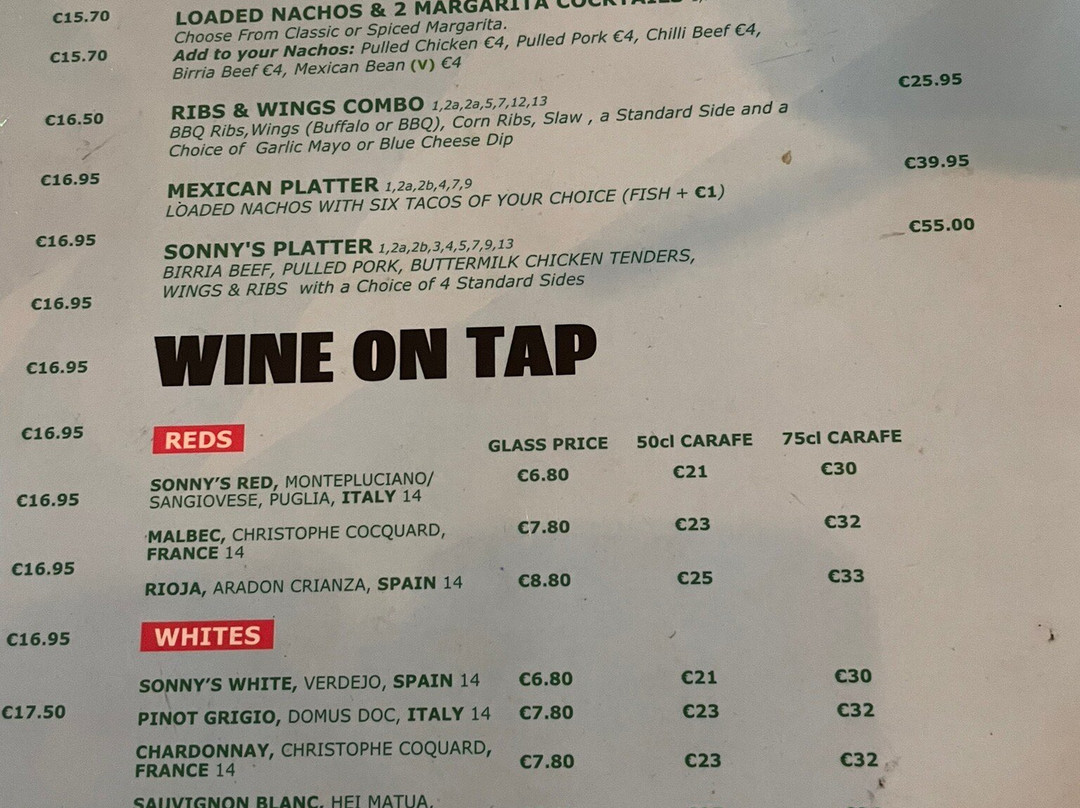 €15.70
LOADED NACHOS & 2 MARGARITA COCKTAILS
Choose From Classic or Spiced Margarita.
€15.70
Add to your Nachos: Pulled Chicken €4, Pulled Pork €4, Chilli Beef €4,
Birria Beef €4, Mexican Bean (V) €4
€16.50
RIBS & WINGS COMBO 1,2a,2a,5,7,12,13 €25.95
BBQ Ribs,Wings (Buffalo or BBQ), Corn Ribs, Slaw , a Standard Side and a
Choice of Garlic Mayo or Blue Cheese Dip
€16.95
MEXICAN PLATTER 1,2a,2b,4,7,9 €39.95
LOADED NACHOS WITH SIX TACOS OF YOUR CHOICE (FISH + €1)
€16.95
SONNY'S PLATTER 1,2a,2b,3,4,5,7,9,13 €55.00
BIRRIA BEEF, PULLED PORK, BUTTERMILK CHICKEN TENDERS,
WINGS & RIBS with a Choice of 4 Standard Sides
€16.95
WINE ON TAP
€16.95
€16.95
REDS
GLASS PRICE 50cl CARAFE 75cl CARAFE
SONNY'S RED, MONTEPLUCIANO/ €6.80 €21 €30
SANGIOVESE, PUGLIA, ITALY 14
€16.95
MALBEC, CHRISTOPHE COCQUARD, €7.80 €23 €32
FRANCE 14
€16.95
RIOJA, ARADON CRIANZA, SPAIN 14 €8.80 €25 €33
€16.95
WHITES
SONNY'S WHITE, VERDEJO, SPAIN 14 €6.80 €21 €30
€17.50
PINOT GRIGIO, DOMUS DOC, ITALY 14 €7.80 €23 €32
CHARDONNAY, CHRISTOPHE COQUARD, €7.80 €23 €32
FRANCE 14
SAUVIGNON BLANC, HEI MATUA,